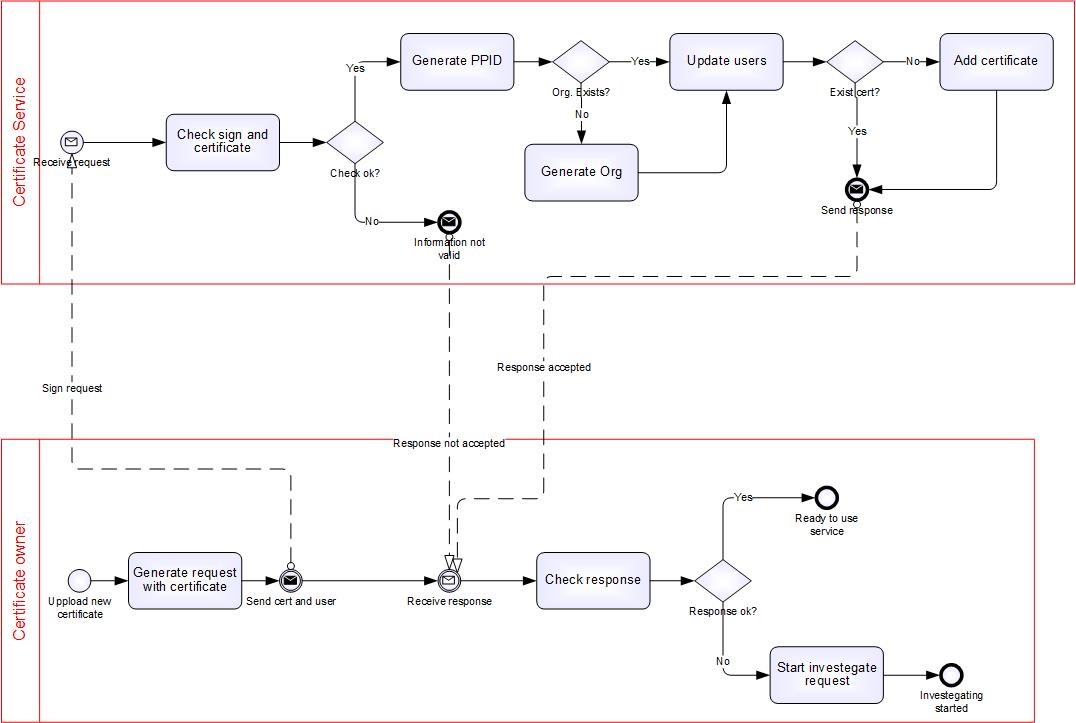 Certificate Service
Receive request
Check sign and
certificate
Check ok?
Yes
No
Generate PPID
Org. Exists?
Yes
No
Generate Org
Update users
Exist cert?
No
Yes
Add certificate
Send response
Information not
valid
Sign request
Response accepted
Response not accepted
Certificate owner
Uppload new
certificate
Generate request
with certificate
Send cert and user
Receive response
Check response
Response ok?
Yes
Ready to use
service
No
Start investegate
request
Investegating
started